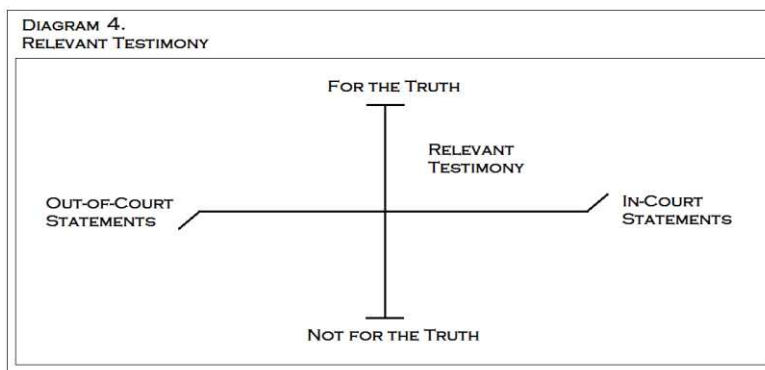 DIAGRAM 4.
RELEVANT TESTIMONY
FOR THE TRUTH
RELEVANT
TESTIMONY
OUT-OF-COURT
STATEMENTS
IN-COURT
STATEMENTS
NOT FOR THE TRUTH